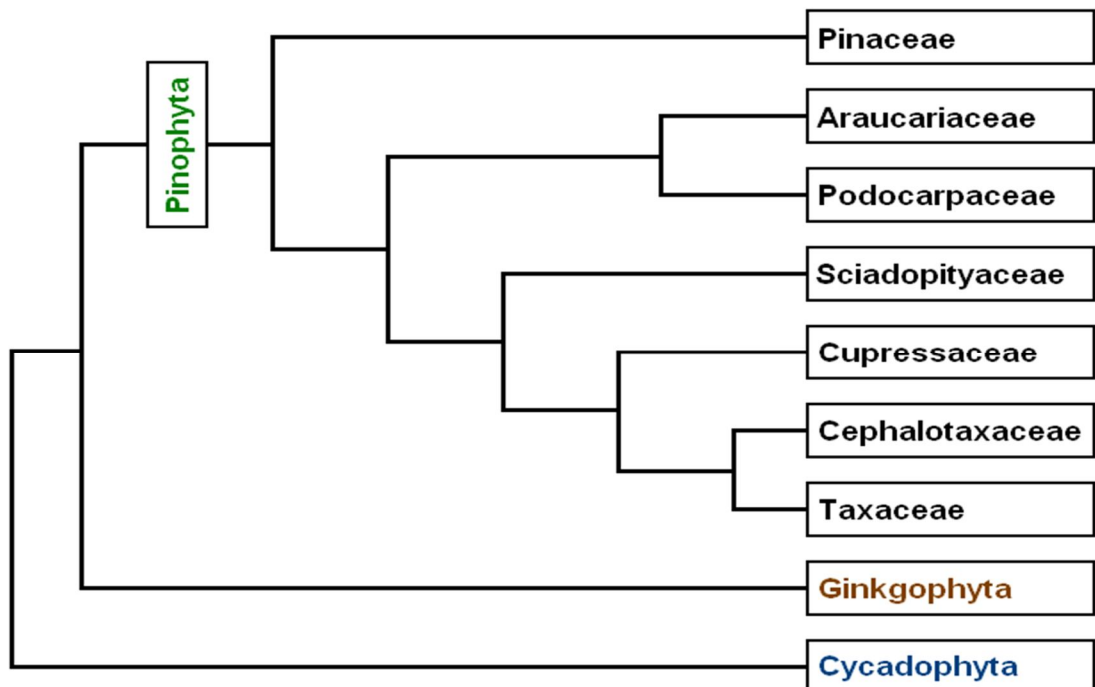 Pinophyta
Pinaceae
Araucariaceae
Podocarpaceae
Sciadopityaceae
Cupressaceae
Cephalotaxaceae
Taxaceae
Ginkgophyta
Cycadophyta